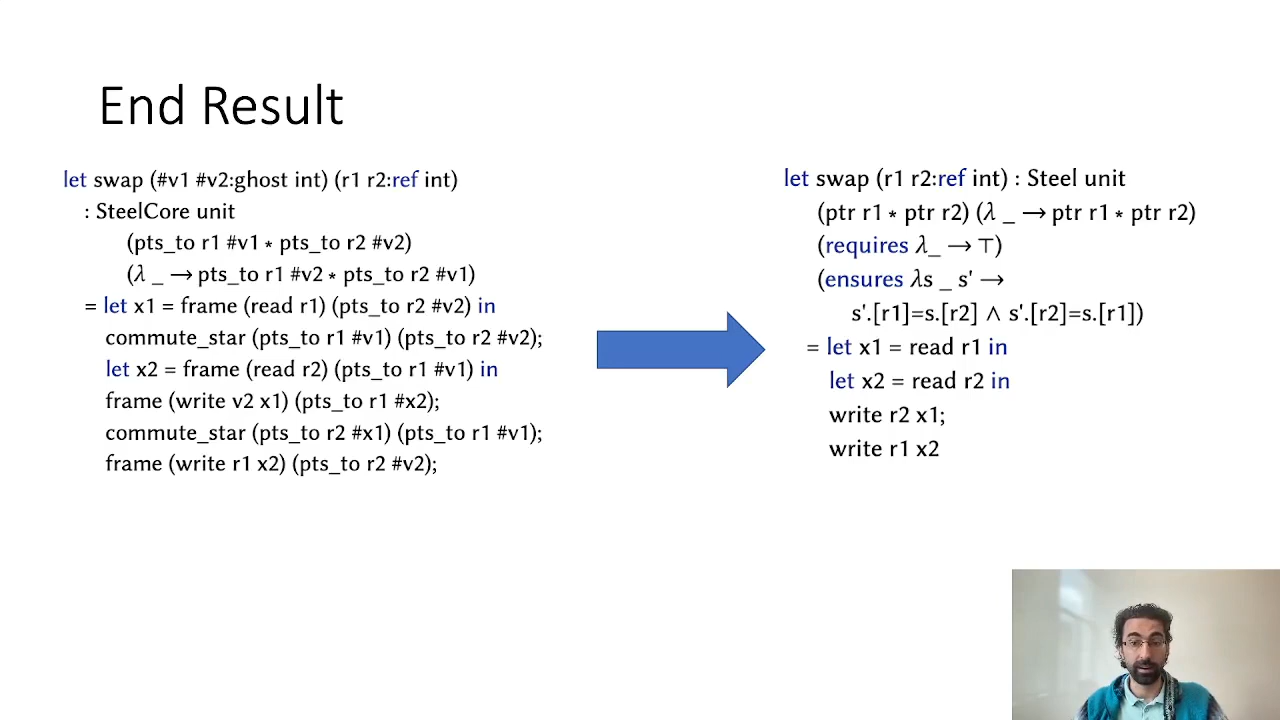 End Result
let swap (#v1 #v2:ghost int) (r1 r2:ref int)
: SteelCore unit
(pts_to r1 #v1 * pts_to r2 #v2)
(λ _ → pts_to r1 #v2 * pts_to r2 #v1)
= let x1 = frame (read r1) (pts_to r2 #v2) in
commute_star (pts_to r1 #v1) (pts_to r2 #v2);
let x2 = frame (read r2) (pts_to r1 #v1) in
frame (write v2 x1) (pts_to r1 #x2);
commute_star (pts_to r2 #x1) (pts_to r1 #v1);
frame (write r1 x2) (pts_to r2 #v2);
let swap (r1 r2:ref int) : Steel unit
(ptr r1 * ptr r2) (λ _ → ptr r1 * ptr r2)
(requires λ_ → ⊤)
(ensures λs _ s' →
s'.[r1]=s.[r2] ∧ s'.[r2]=s.[r1])
= let x1 = read r1 in
let x2 = read r2 in
write r2 x1;
write r1 x2